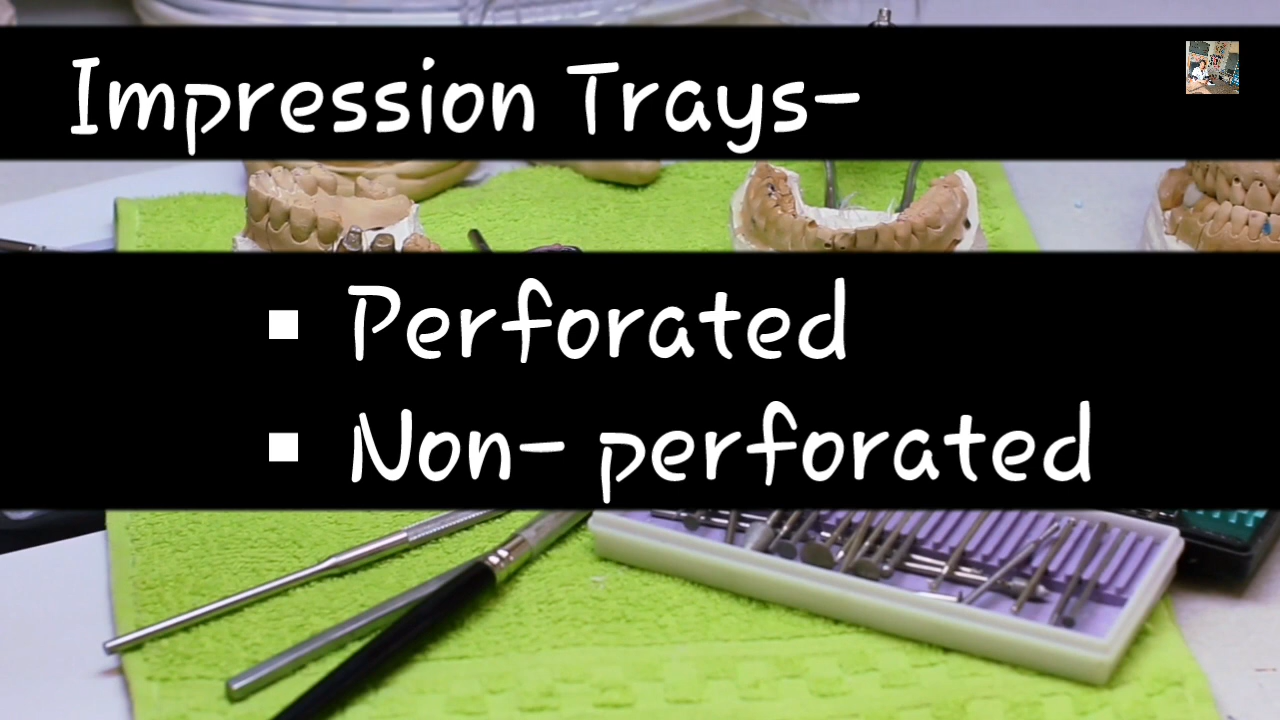 Impression Trays-
▪ Perforated
▪ Non- perforated